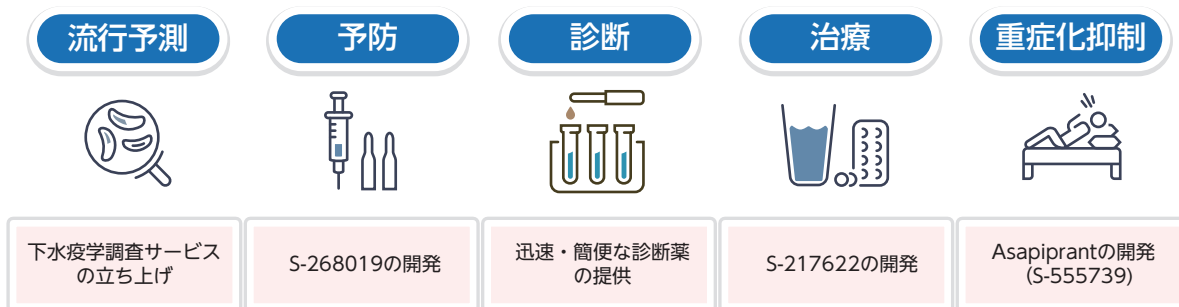 流行予測
予防
診断
治療
重症化抑制
下水疫学調査サービス
の立ち上げ
S-268019の開発
迅速・簡便な診断薬
の提供
S-217622の開発
Asapiprantの開発
(S-555739)